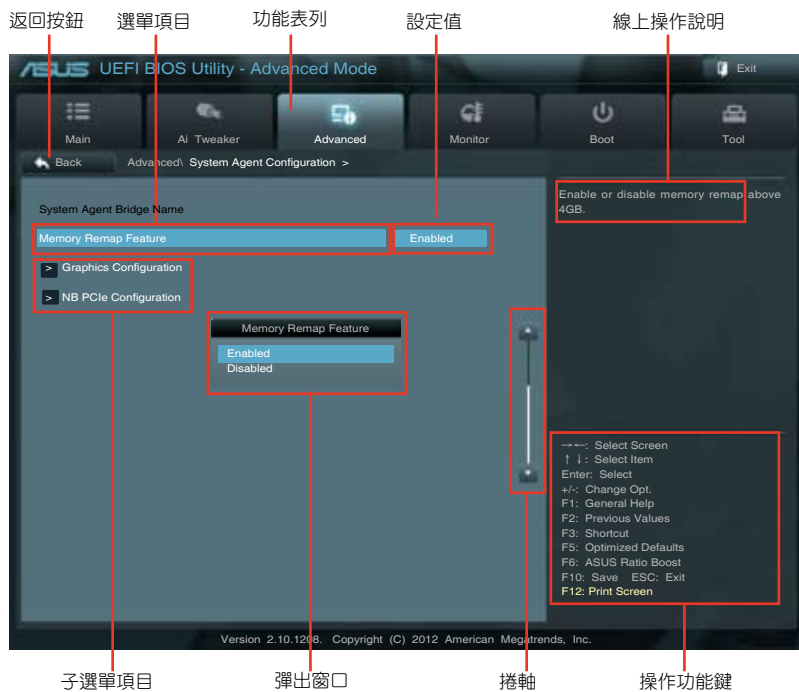 返回按鈕 選單項目 功能表列 設定值 線上操作說明
ASUS UEFI BIOS Utility - Advanced Mode Exit
Main Ai Tweaker Advanced Monitor Boot Tool
Back Advanced\ System Agent Configuration >
Enable or disable memory remap above
4GB.
System Agent Bridge Name
Memory Remap Feature Enabled
> Graphics Configuration
> NB PCIe Configuration
Memory Remap Feature
Enabled
Disabled
→←: Select Screen
↑↓: Select Item
Enter: Select
+/-: Change Opt.
F1: General Help
F2: Previous Values
F3: Shortcut
F5: Optimized Defaults
F6: ASUS Ratio Boost
F10: Save ESC: Exit
F12: Print Screen
Version 2.10.1208. Copyright (C) 2012 American Megatrends, Inc.
子選單項目 彈出窗口 捲軸 操作功能鍵